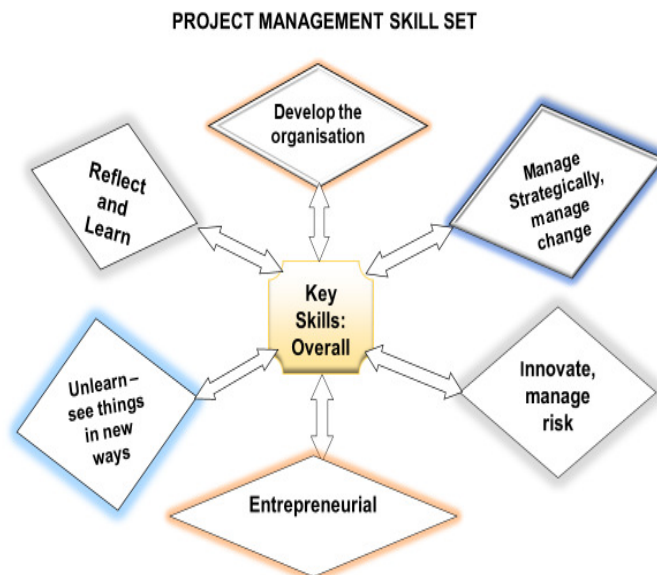 PROJECT MANAGEMENT SKILL SET
Develop the
organisation
Manage
Strategically,
manage
change
Reflect
and
Learn
Key
Skills:
Overall
Innovate,
manage
risk
Unlearn–
see things
in new
ways
Entrepreneurial